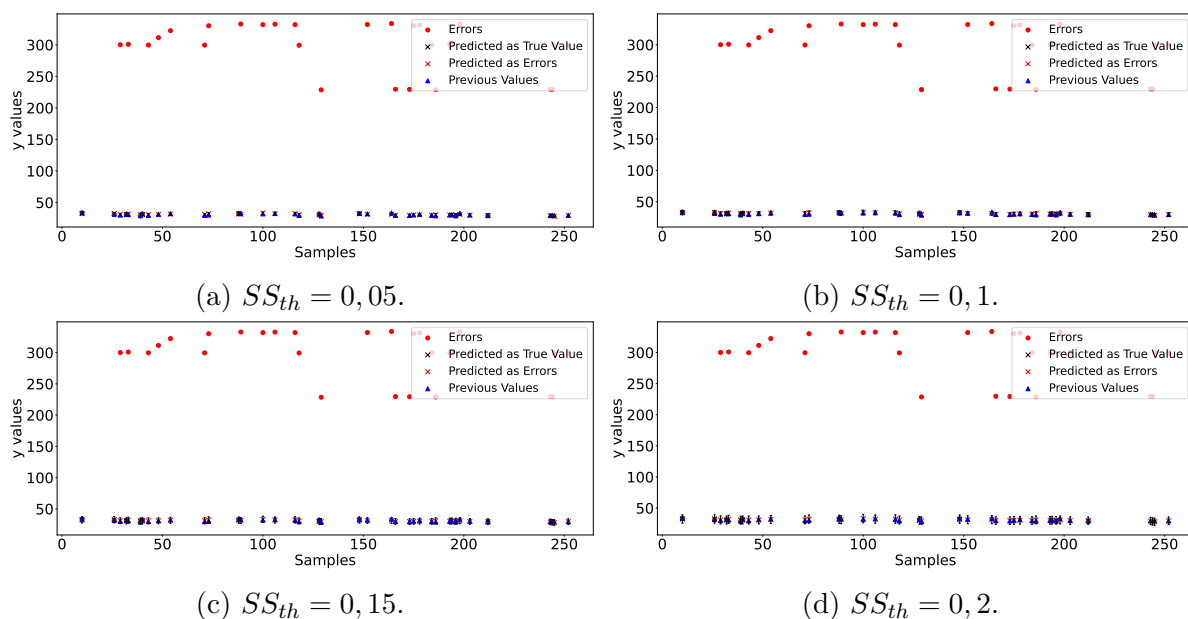 y values
300
250
200
150
100
50
Errors
Predicted as True Value
Predicted as Errors
Previous Values
0 50 100 150 200 250
Samples
(a) SS_th = 0, 05.
y values
300
250
200
150
100
50
Errors
Predicted as True Value
Predicted as Errors
Previous Values
0 50 100 150 200 250
Samples
(b) SS_th = 0, 1.
y values
300
250
200
150
100
50
Errors
Predicted as True Value
Predicted as Errors
Previous Values
0 50 100 150 200 250
Samples
(c) SS_th = 0, 15.
y values
300
250
200
150
100
50
Errors
Predicted as True Value
Predicted as Errors
Previous Values
0 50 100 150 200 250
Samples
(d) SS_th = 0, 2.